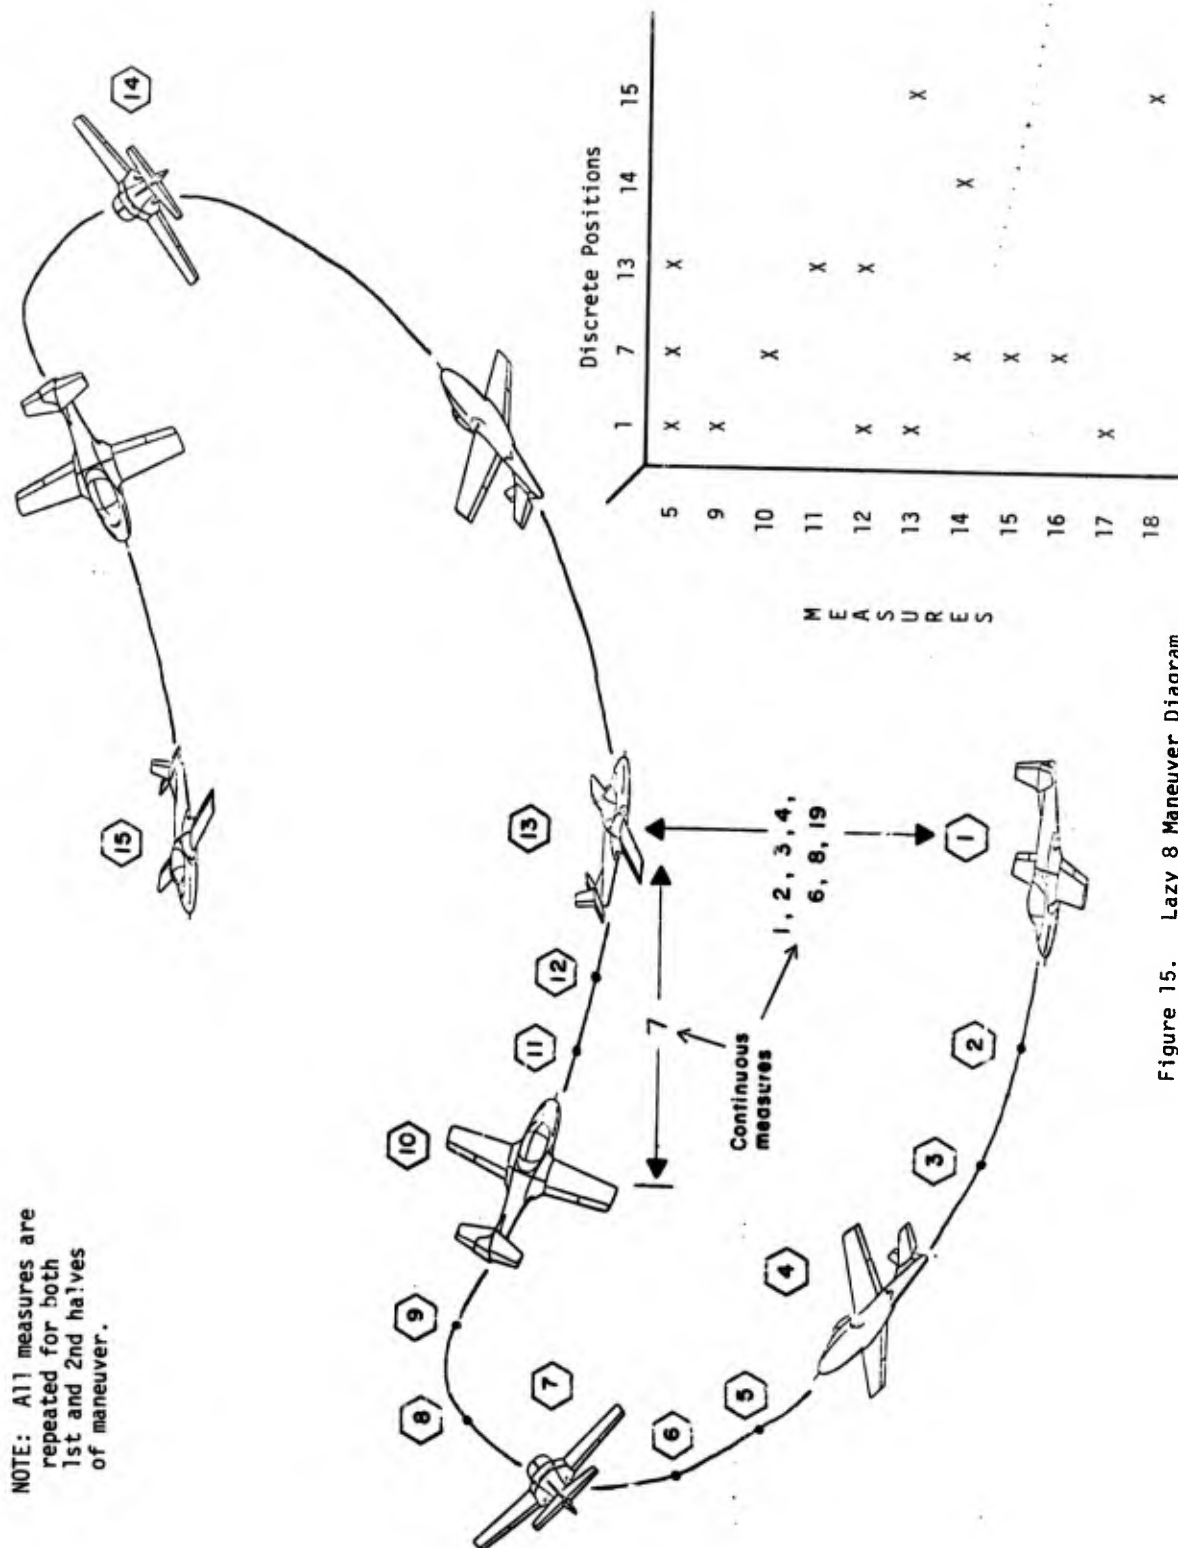 NOTE: All measures are
repeated for both
1st and 2nd halves
of maneuver.
14
15
13
12
11
10
9
8
7
6
5
4
3
2
1
7
Continuous
measures
1, 2, 3, 4,
6, 8, 19
Discrete Positions
1 7 13 14 15
MEASURES
5 X X X
9 X
10 X
11 X
12 X X
13 X X
14 X X
15 X
16 X
17 X
18 X
Figure 15. Lazy 8 Maneuver Diagram